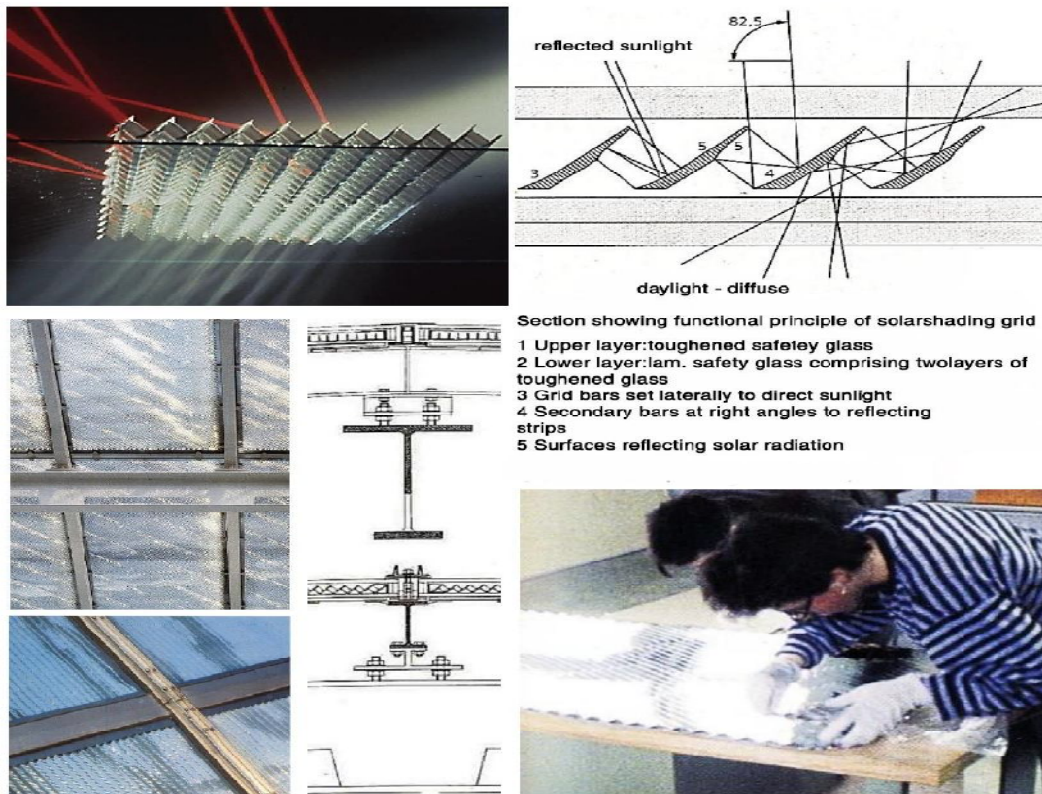 82.5
reflected sunlight
5
5
3
4
daylight - diffuse
Section showing functional principle of solarshading grid
1 Upper layer:toughened safetey glass
2 Lower layer:lam. safety glass comprising twolayers of
toughened glass
3 Grid bars set laterally to direct sunlight
4 Secondary bars at right angles to reflecting
strips
5 Surfaces reflecting solar radiation